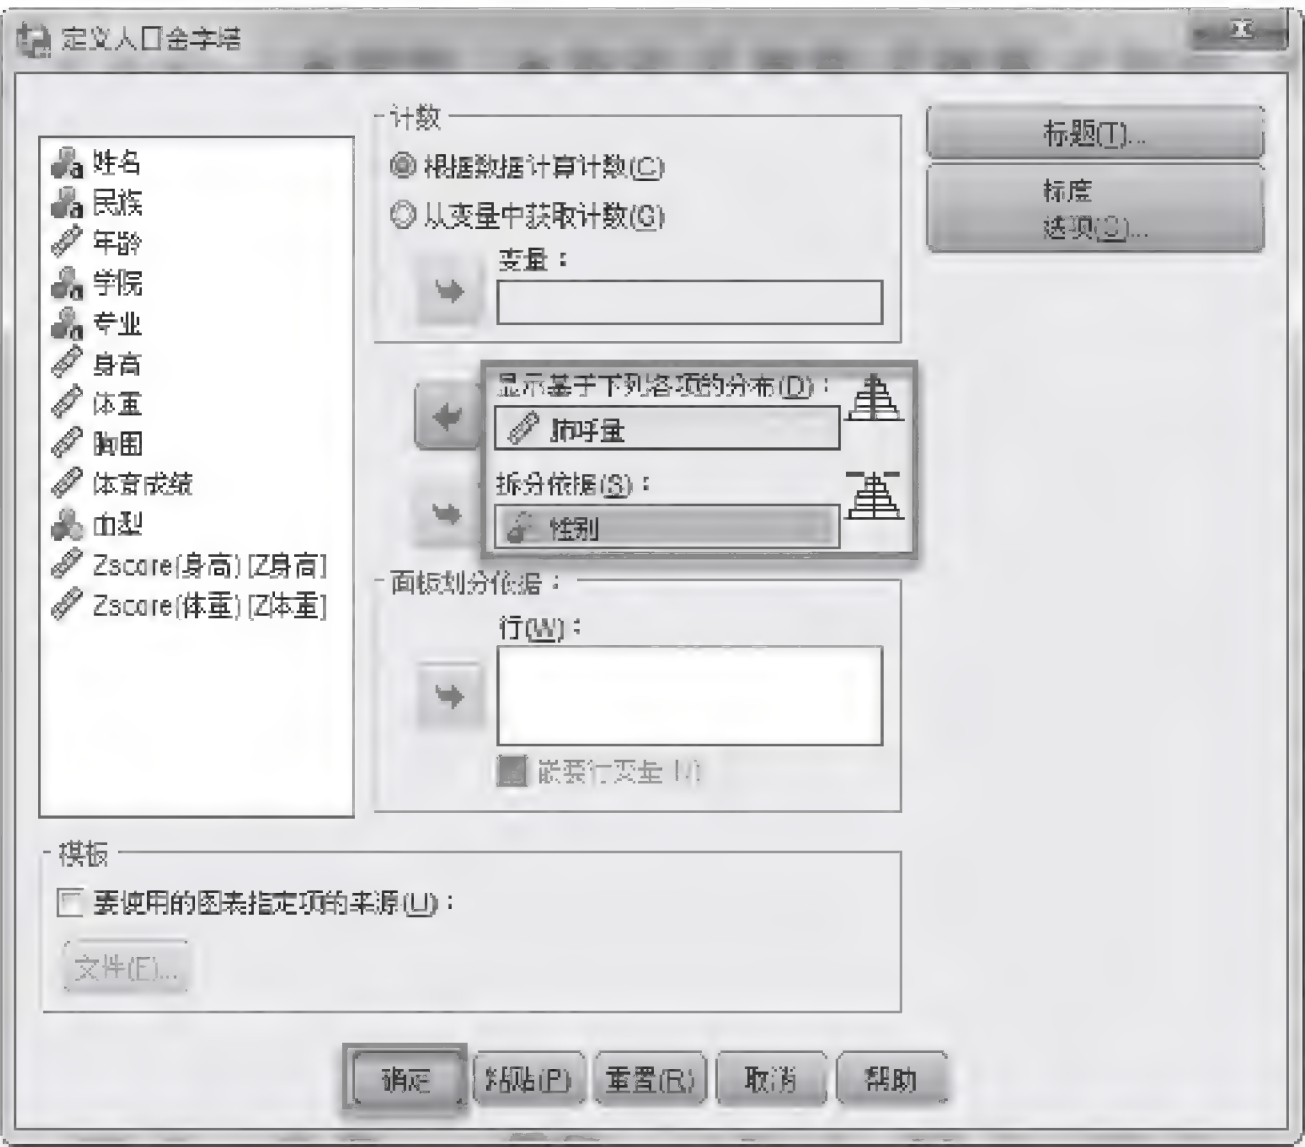 定义人口金字塔
姓名
民族
年龄
学院
专业
身高
体重
胸围
体育成绩
血型
Zscore(身高) [Z身高]
Zscore(体重) [Z体重]
计数
根据数据计算计数(C)
从变量中获取计数(G)
变量：
显示基于下列各项的分布(D)：
肺呼量
拆分依据(S)：
性别
面板划分依据：
行(W)：
嵌套行变量(N)
标题(T)...
标度
选项(O)...
模板
要使用的图表指定项的来源(U)：
文件(F)...
确定
粘贴(P)
重置(R)
取消
帮助